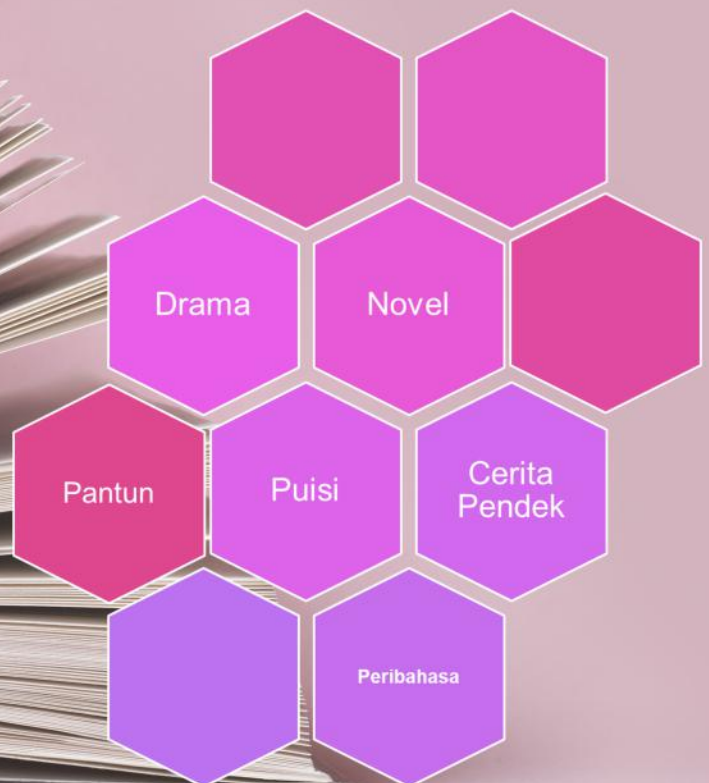 Drama
Novel
Pantun
Puisi
Cerita
Pendek
Peribahasa